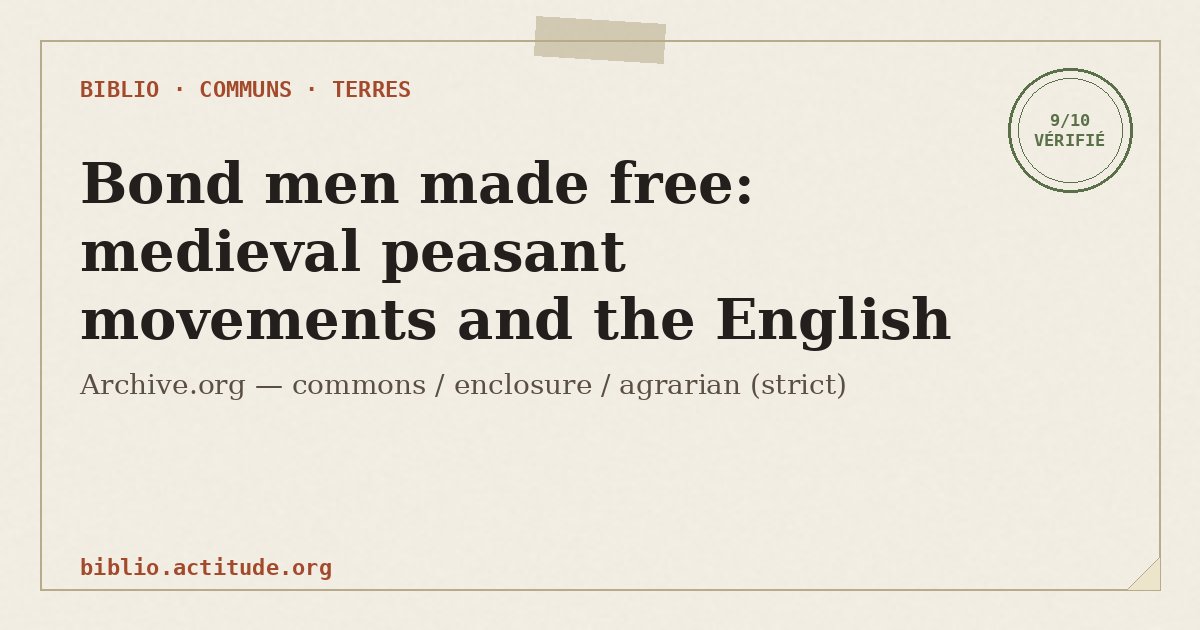 BIBLIO · COMMUNS · TERRES
9/10
VÉRIFIÉ
Bond men made free:
medieval peasant
movements and the English
Archive.org — commons / enclosure / agrarian (strict)
biblio.actitude.org